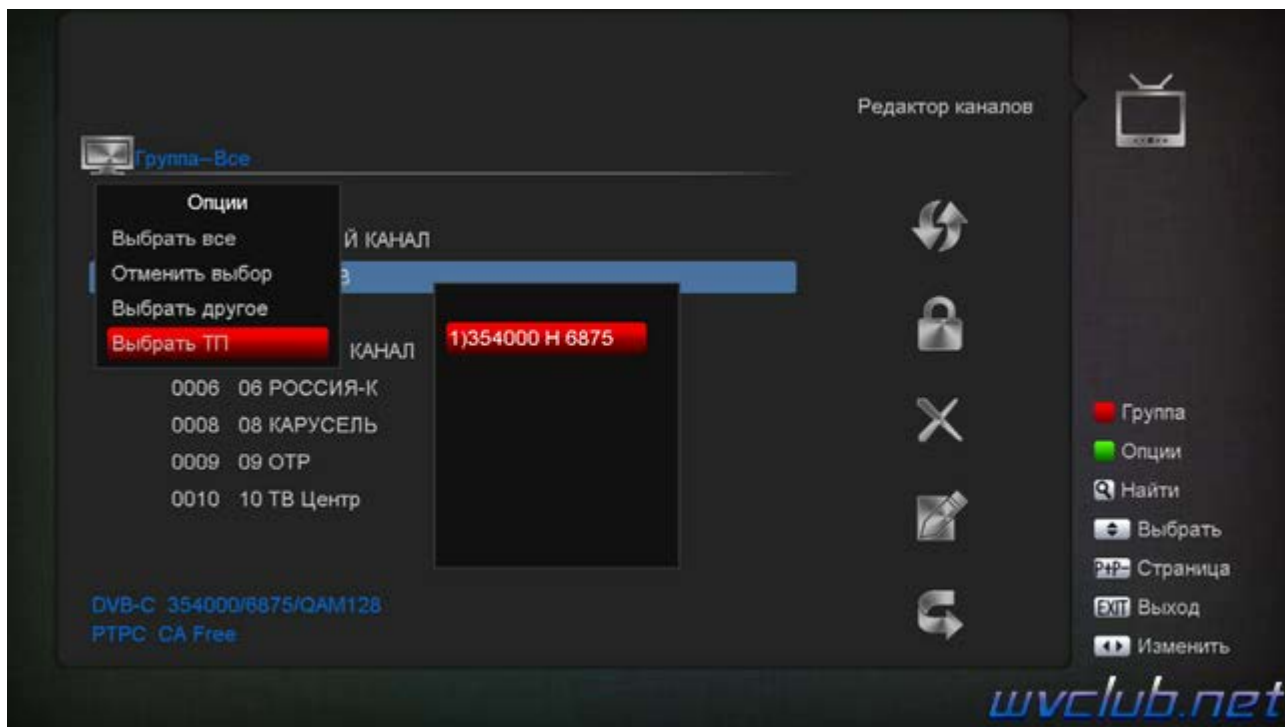 Редактор каналов
Группа—Все
Опции
Выбрать все
Отменить выбор
Выбрать другое
Выбрать ТП
Й КАНАЛ
В
КАНАЛ
1)354000 H 6875
0006 06 РОССИЯ-К
0008 08 КАРУСЕЛЬ
0009 09 ОТР
0010 10 ТВ Центр
DVB-C 354000/6875/QAM128
РТРС CA Free
Группа
Опции
Найти
Выбрать
P+P- Страница
EXIT Выход
Изменить
wvclub.net